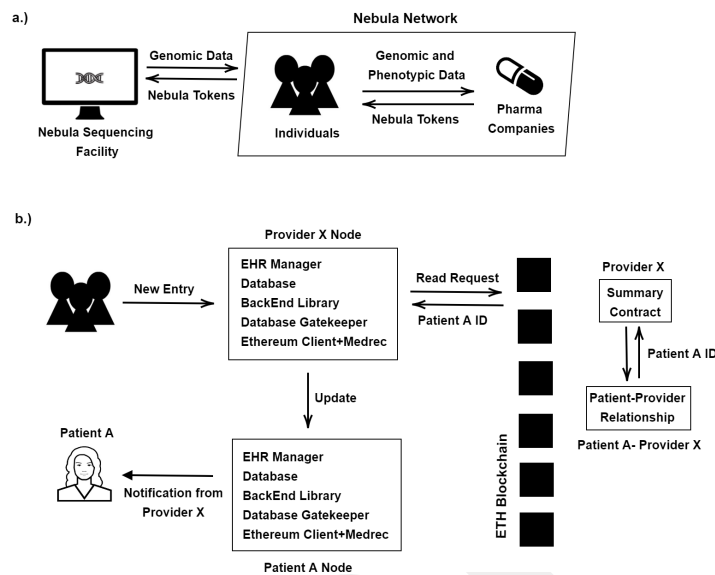 a.)
Nebula Network
Genomic Data
Nebula Tokens
Nebula Sequencing
Facility
Individuals
Genomic and
Phenotypic Data
Nebula Tokens
Pharma
Companies
b.)
Provider X Node
New Entry
EHR Manager
Database
BackEnd Library
Database Gatekeeper
Ethereum Client+Medrec
Read Request
Patient A ID
Update
Patient A
Notification from
Provider X
EHR Manager
Database
BackEnd Library
Database Gatekeeper
Ethereum Client+Medrec
Patient A Node
ETH Blockchain
Provider X
Summary
Contract
Patient A ID
Patient-Provider
Relationship
Patient A- Provider X